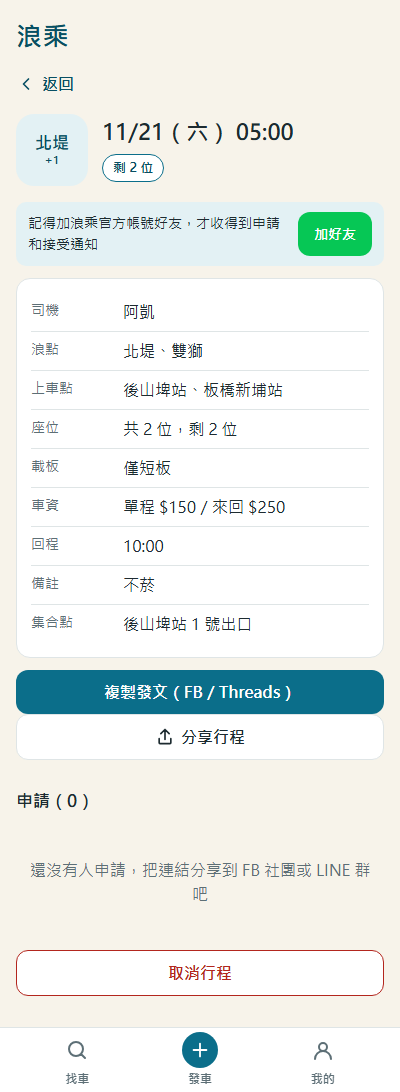 浪乘
返回
北堤
+1
11/21（六） 05:00
剩 2 位
記得加浪乘官方帳號好友，才收得到申請
和接受通知
加好友
司機 阿凱
浪點 北堤、雙獅
上車點 後山埤站、板橋新埔站
座位 共 2 位，剩 2 位
載板 僅短板
車資 單程 $150 / 來回 $250
回程 10:00
備註 不菸
集合點 後山埤站 1 號出口
複製發文（FB / Threads）
分享行程
申請（0）
還沒有人申請，把連結分享到 FB 社團或 LINE 群
吧
取消行程
找車 發車 我的